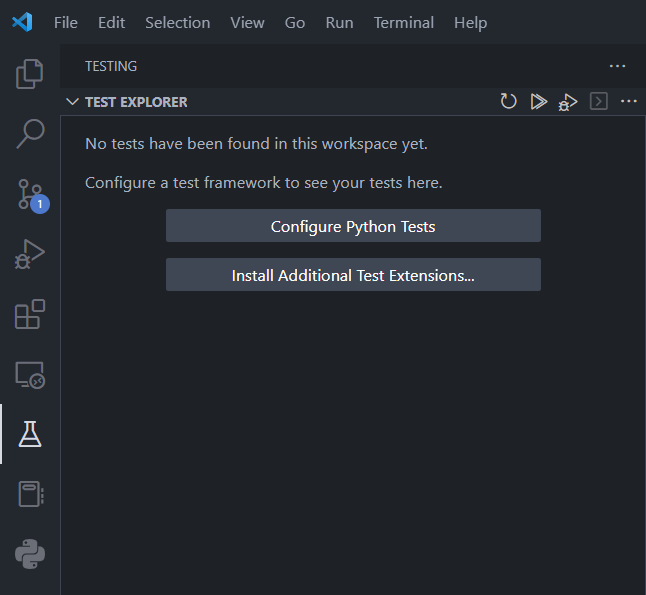 File Edit Selection View Go Run Terminal Help
TESTING
TEST EXPLORER
No tests have been found in this workspace yet.
Configure a test framework to see your tests here.
1
Configure Python Tests
Install Additional Test Extensions...